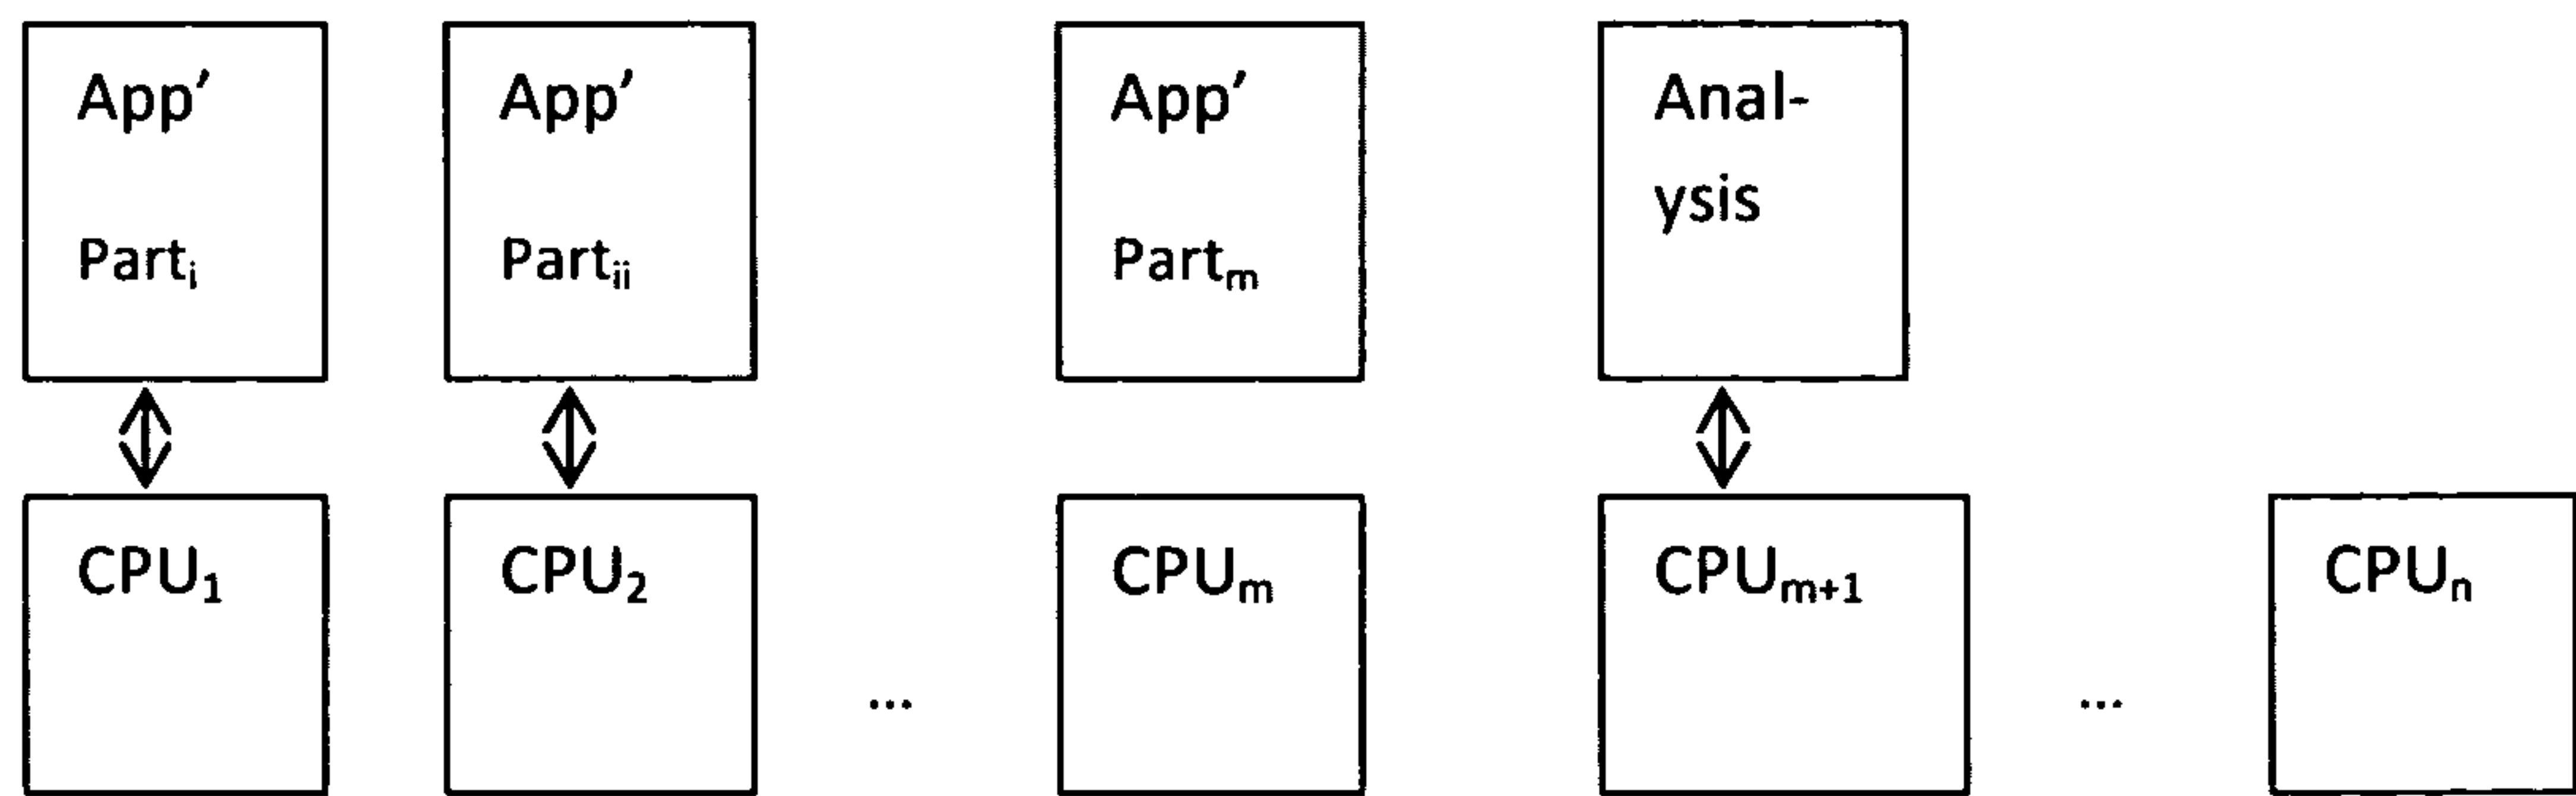 App′
Partᵢ
App′
Partᵢᵢ
App′
Partₘ
Anal-
ysis
CPU₁
CPU₂
...
CPUₘ
CPUₘ₊₁
...
CPUₙ